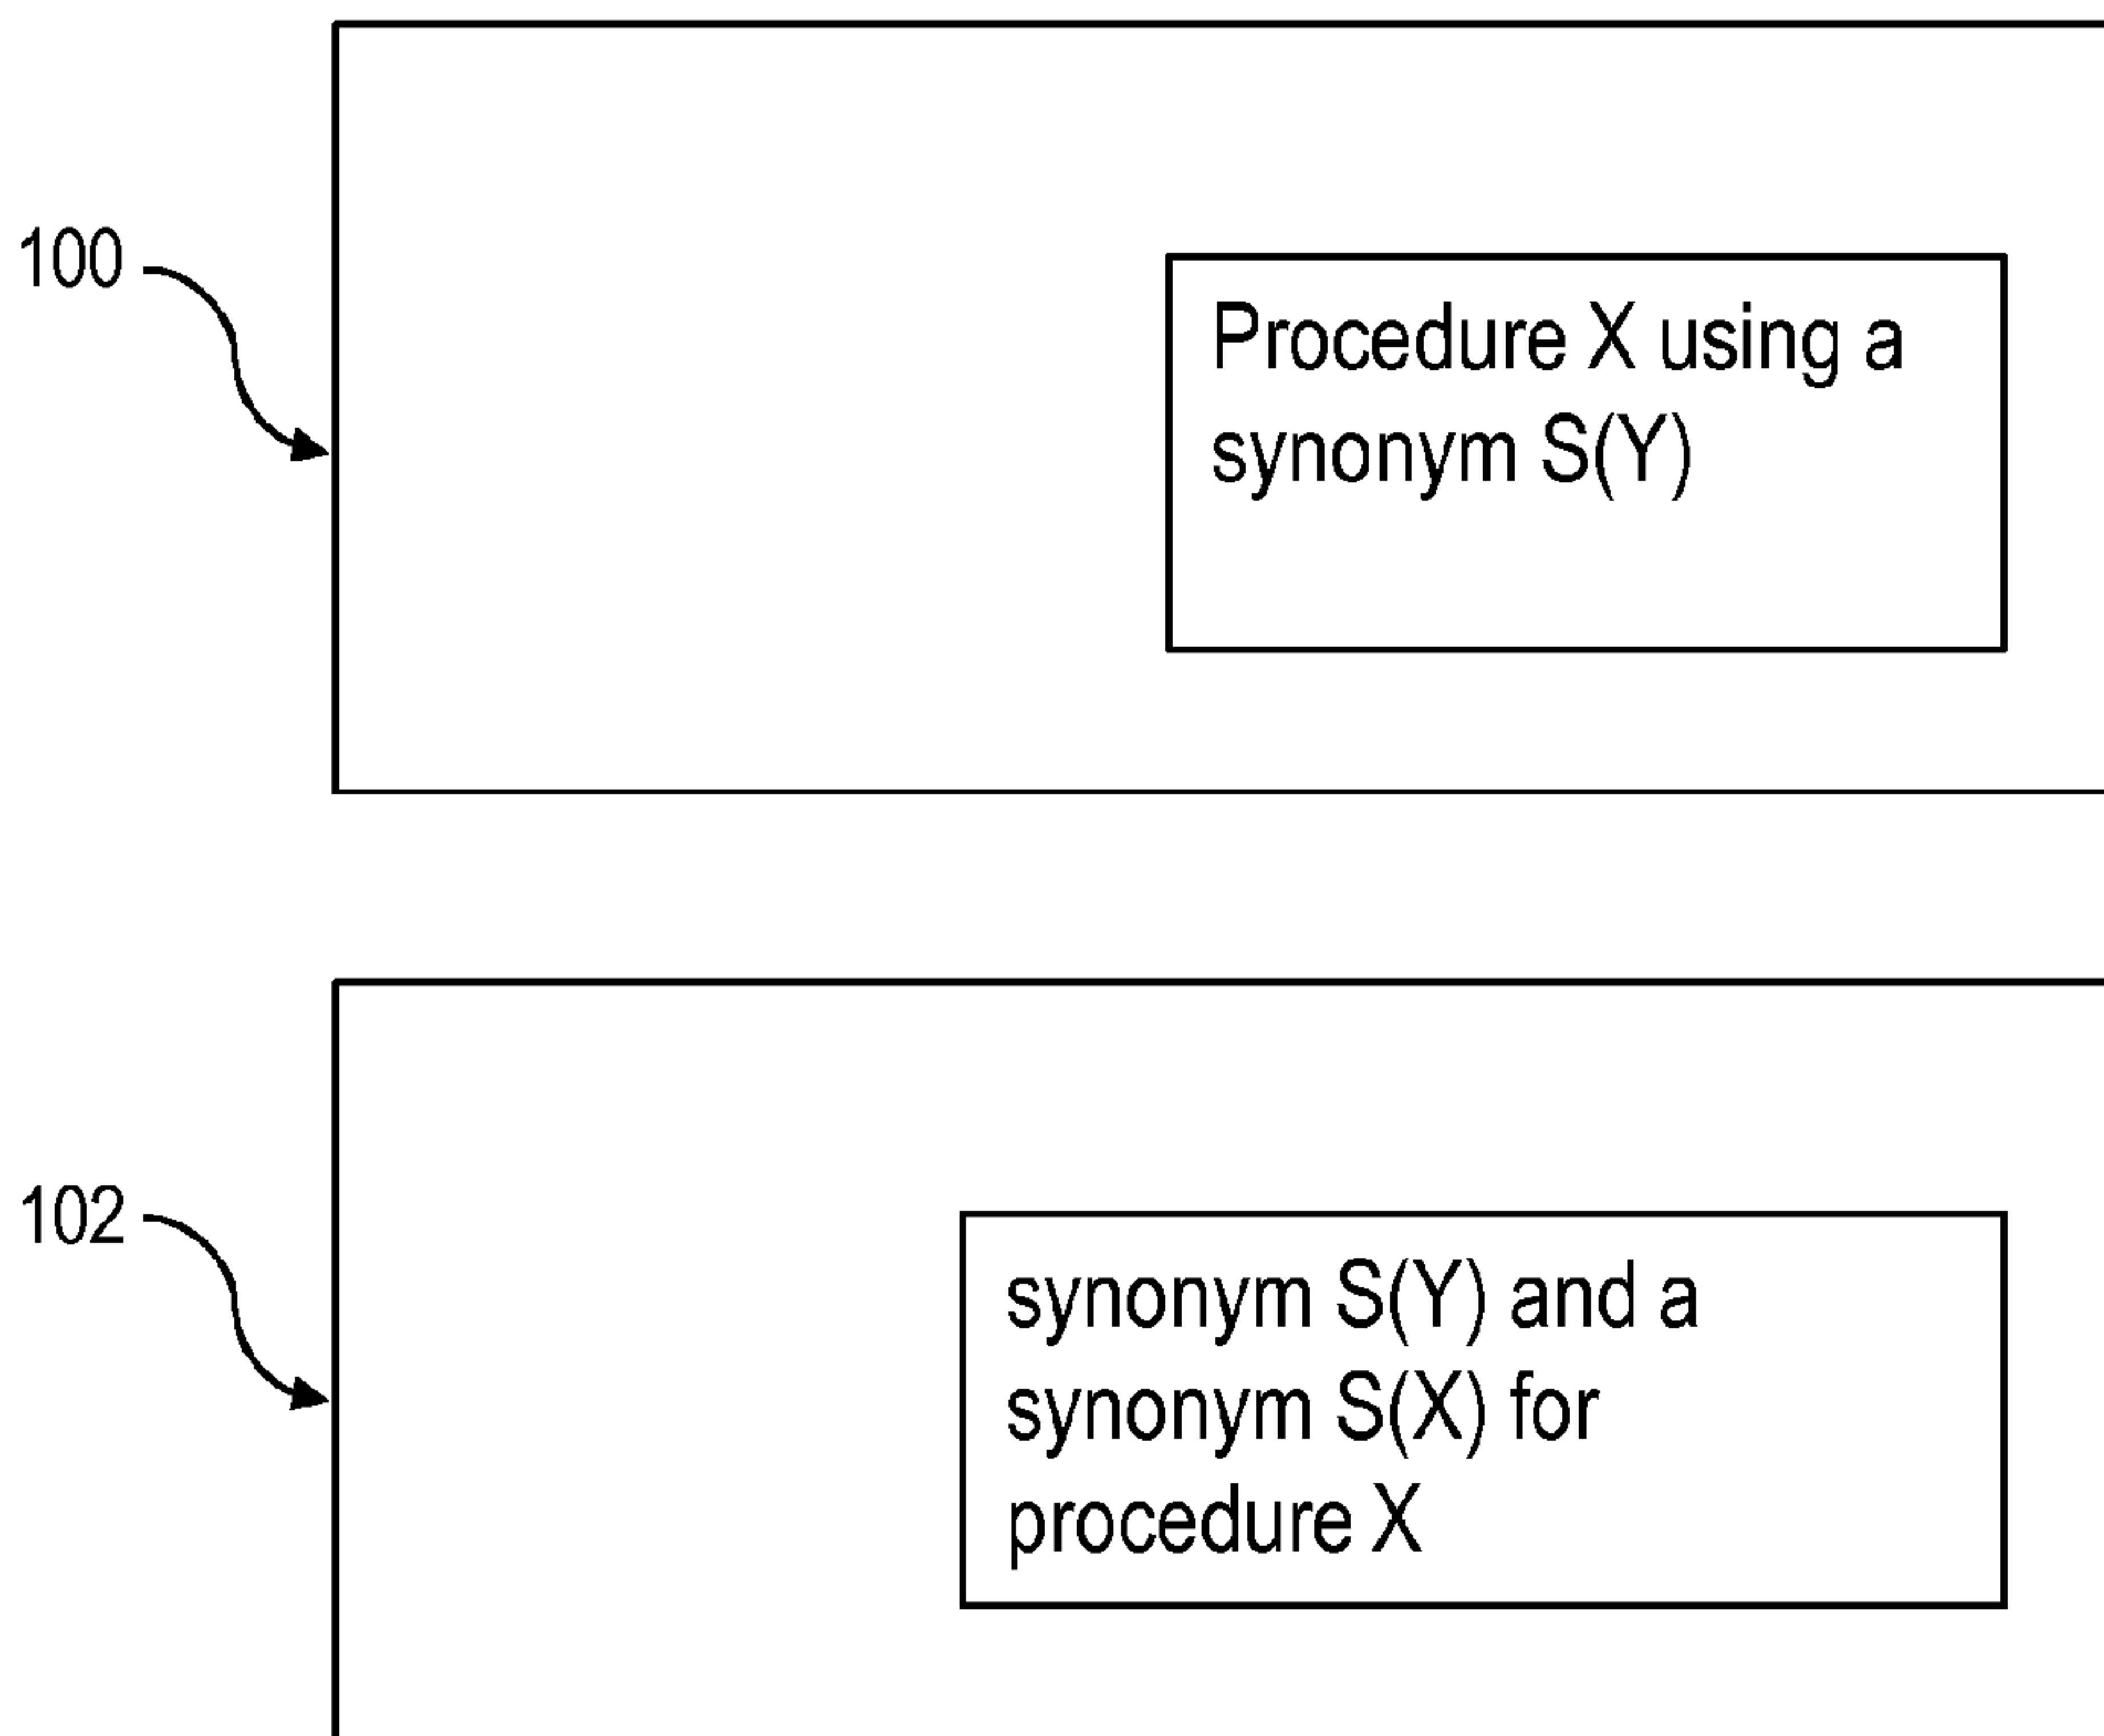 100
Procedure X using a
synonym S(Y)
102
synonym S(Y) and a
synonym S(X) for
procedure X